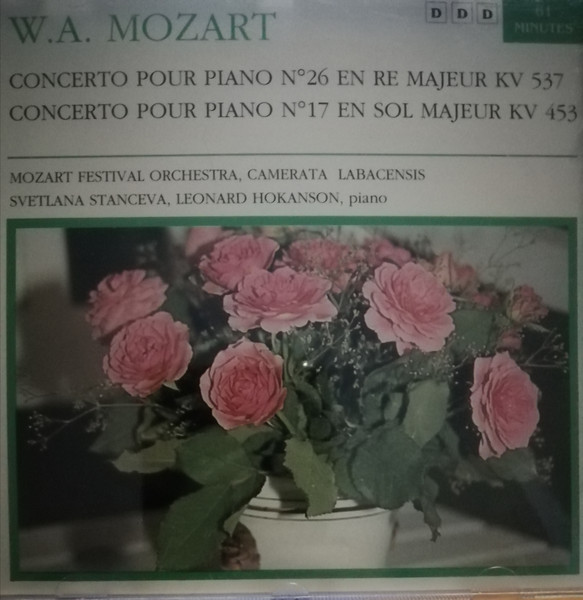 W.A. MOZART
D D D
61
MINUTES
CONCERTO POUR PIANO N°26 EN RE MAJEUR KV 537
CONCERTO POUR PIANO N°17 EN SOL MAJEUR KV 453
MOZART FESTIVAL ORCHESTRA, CAMERATA LABACENSIS
SVETLANA STANCEVA, LEONARD HOKANSON, piano